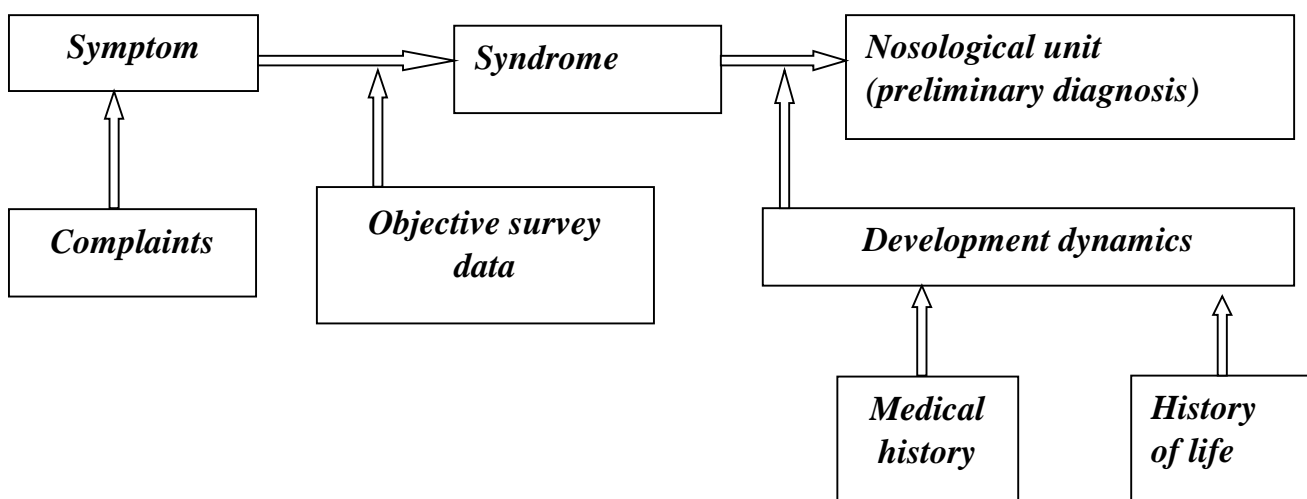 Symptom
Syndrome
Nosological unit
(preliminary diagnosis)
Complaints
Objective survey
data
Development dynamics
Medical
history
History
of life